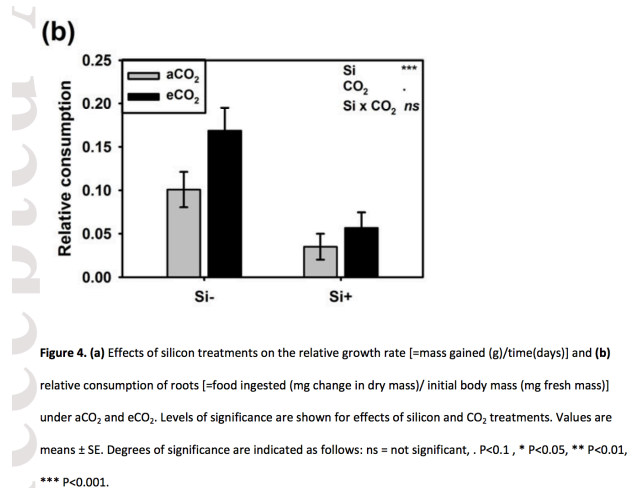 (b)
0.25
0.20
0.15
0.10
0.05
0.00
Relative consumption
aCO₂
eCO₂
Si ***
CO₂ .
Si x CO₂ ns
Si- Si+
Figure 4. (a) Effects of silicon treatments on the relative growth rate [=mass gained (g)/time(days)] and (b)
relative consumption of roots [=food ingested (mg change in dry mass)/ initial body mass (mg fresh mass)]
under aCO₂ and eCO₂. Levels of significance are shown for effects of silicon and CO₂ treatments. Values are
means ± SE. Degrees of significance are indicated as follows: ns = not significant, . P<0.1 , * P<0.05, ** P<0.01,
*** P<0.001.